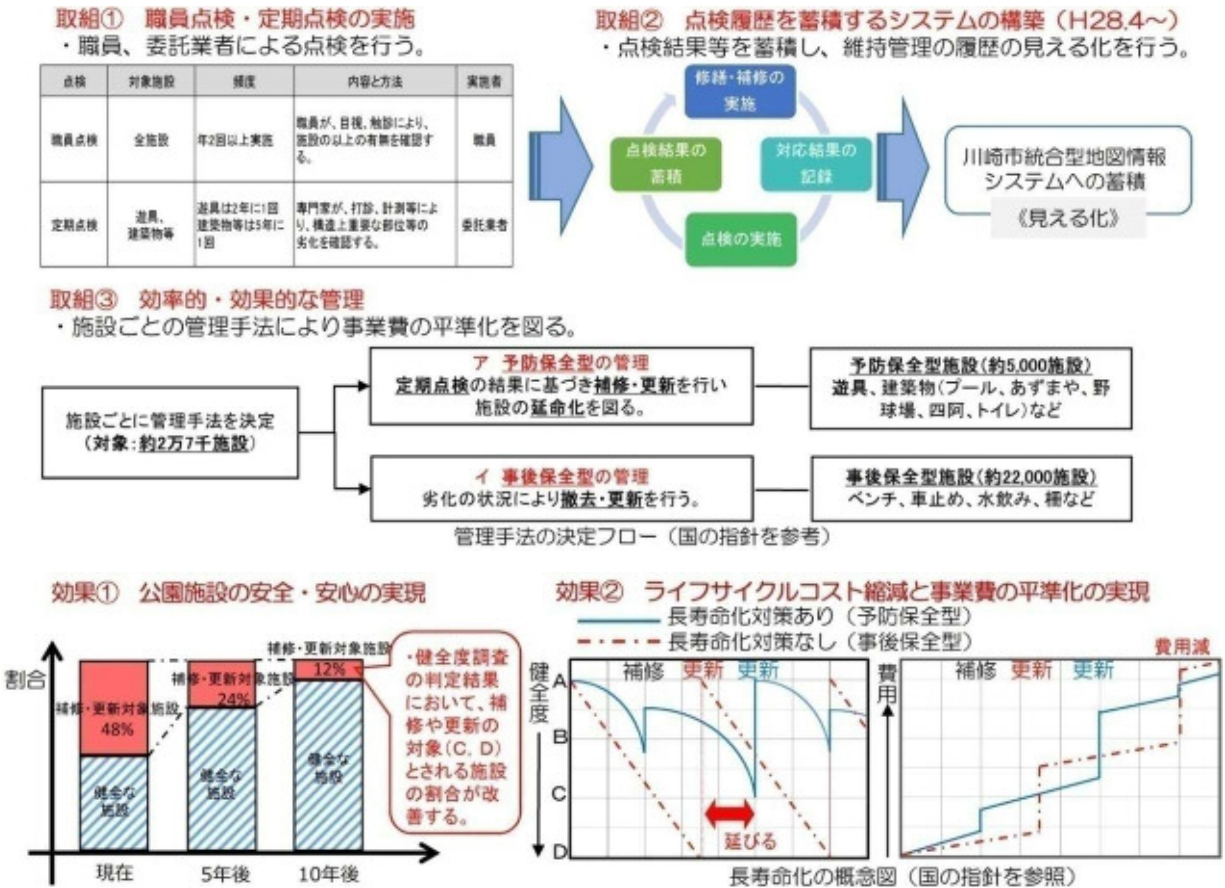 取組① 職員点検・定期点検の実施
・職員、委託業者による点検を行う。
点検 対象施設 頻度 内容と方法 実施者
職員点検 全施設 年2回以上実施 職員が、目視、触診により、
施設の以上の有無を確認す
る。 職員
定期点検 遊具、
建築物等 遊具は2年に1回
建築物等は5年に
1回 専門家が、打診、計測等によ
り、構造上重要な部位等の
劣化を確認する。 委託業者
取組② 点検履歴を蓄積するシステムの構築（H28.4～）
・点検結果等を蓄積し、維持管理の履歴の見える化を行う。
修繕・補修の
実施
点検結果の
蓄積
対応結果の
記録
点検の実施
川崎市統合型地図情報
システムへの蓄積
《見える化》
取組③ 効率的・効果的な管理
・施設ごとの管理手法により事業費の平準化を図る。
施設ごとに管理手法を決定
（対象：約2万7千施設）
ア 予防保全型の管理
定期点検の結果に基づき補修・更新を行い
施設の延命化を図る。
予防保全型施設（約5,000施設）
遊具、建築物（プール、あずまや、野
球場、四阿、トイレ）など
イ 事後保全型の管理
劣化の状況により撤去・更新を行う。
事後保全型施設（約22,000施設）
ベンチ、車止め、水飲み、柵など
管理手法の決定フロー（国の指針を参考）
効果① 公園施設の安全・安心の実現
割合
補修・更新対象施設
48%
健全な
施設
補修・更新対象施設
24%
健全な
施設
補修・更新対象施設
12%
健全な
施設
現在 5年後 10年後
・健全度調査
の判定結果
において、補
修や更新の
対象（C，D）
とされる施設
の割合が改
善する。
効果② ライフサイクルコスト縮減と事業費の平準化の実現
長寿命化対策あり（予防保全型）
長寿命化対策なし（事後保全型）
健全度
A
B
C
D
補修 更新 更新
延びる
費用
補修 更新 更新
費用減
長寿命化の概念図（国の指針を参照）